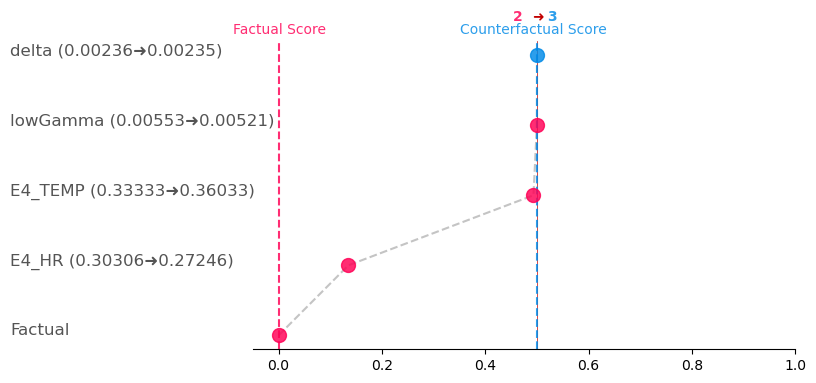 2 ➜ 3
Factual Score Counterfactual Score
delta (0.00236➜0.00235)
lowGamma (0.00553➜0.00521)
E4_TEMP (0.33333➜0.36033)
E4_HR (0.30306➜0.27246)
Factual
0.0 0.2 0.4 0.6 0.8 1.0